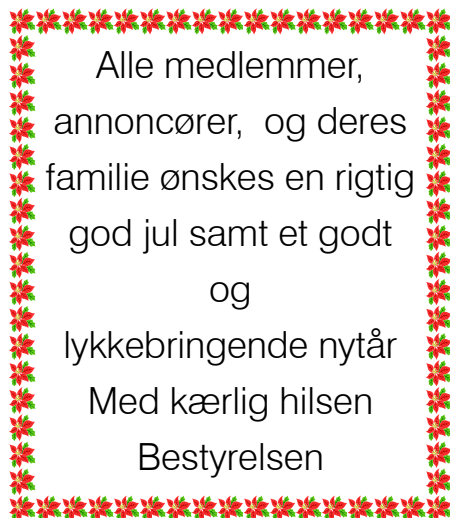 Alle medlemmer,
annoncører, og deres
familie ønskes en rigtig
god jul samt et godt
og
lykkebringende nytår
Med kærlig hilsen
Bestyrelsen